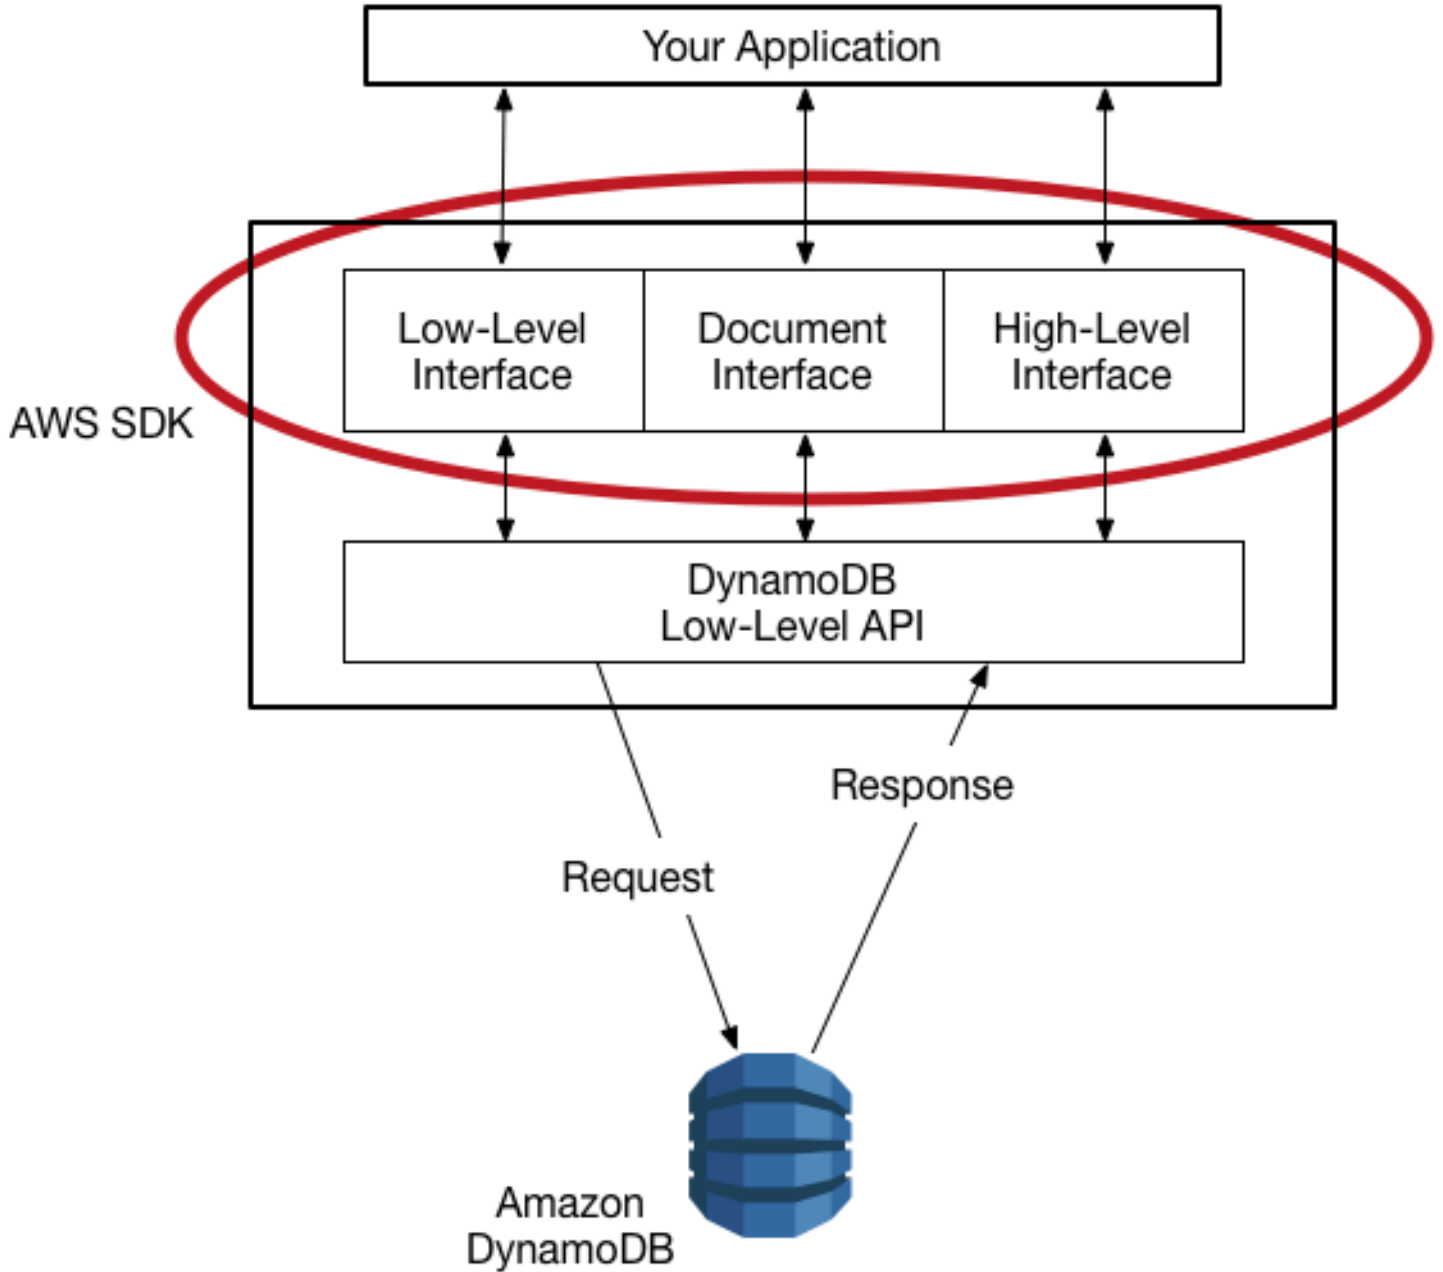 Your Application
Low-Level
Interface
Document
Interface
High-Level
Interface
AWS SDK
DynamoDB
Low-Level API
Response
Request
Amazon
DynamoDB